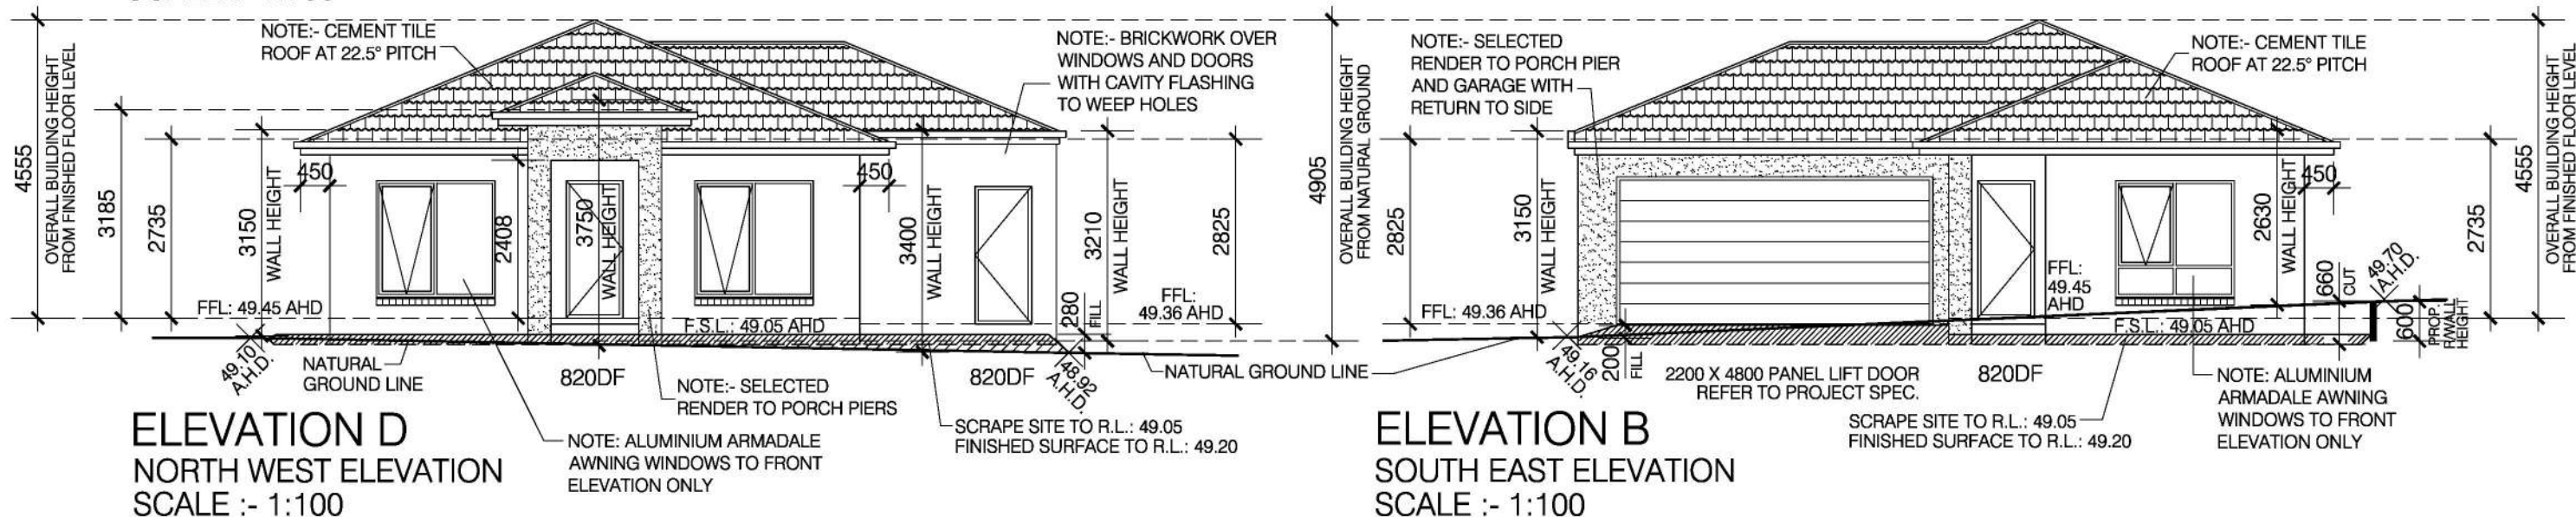 4555
OVERALL BUILDING HEIGHT
FROM FINISHED FLOOR LEVEL
3185
2735
3150
WALL HEIGHT
NOTE:- CEMENT TILE
ROOF AT 22.5° PITCH
450
2408
3750
WALL HEIGHT
450
3400
WALL HEIGHT
NOTE:- BRICKWORK OVER
WINDOWS AND DOORS
WITH CAVITY FLASHING
TO WEEP HOLES
280
FILL
3210
WALL HEIGHT
2825
FFL:
49.36 AHD
FFL: 49.45 AHD
F.S.L.: 49.05 AHD
49.10
A.H.D.
NATURAL
GROUND LINE
820DF
NOTE:- SELECTED
RENDER TO PORCH PIERS
820DF
48.92
A.H.D.
NATURAL GROUND LINE
SCRAPE SITE TO R.L.: 49.05
FINISHED SURFACE TO R.L.: 49.20
NOTE: ALUMINIUM ARMADALE
AWNING WINDOWS TO FRONT
ELEVATION ONLY
ELEVATION D
NORTH WEST ELEVATION
SCALE :- 1:100
4905
OVERALL BUILDING HEIGHT
FROM NATURAL GROUND
2825
3150
WALL HEIGHT
NOTE:- SELECTED
RENDER TO PORCH PIER
AND GARAGE WITH
RETURN TO SIDE
NOTE:- CEMENT TILE
ROOF AT 22.5° PITCH
2630
WALL HEIGHT
450
660
CUT
49.70
A.H.D.
600
PROP.
R/WALL
HEIGHT
2735
4555
OVERALL BUILDING HEIGHT
FROM FINISHED FLOOR LEVEL
FFL: 49.36 AHD
FFL:
49.45
AHD
F.S.L.: 49.05 AHD
49.16
A.H.D.
200
FILL
2200 X 4800 PANEL LIFT DOOR
REFER TO PROJECT SPEC.
820DF
SCRAPE SITE TO R.L.: 49.05
FINISHED SURFACE TO R.L.: 49.20
NOTE: ALUMINIUM
ARMADALE AWNING
WINDOWS TO FRONT
ELEVATION ONLY
ELEVATION B
SOUTH EAST ELEVATION
SCALE :- 1:100